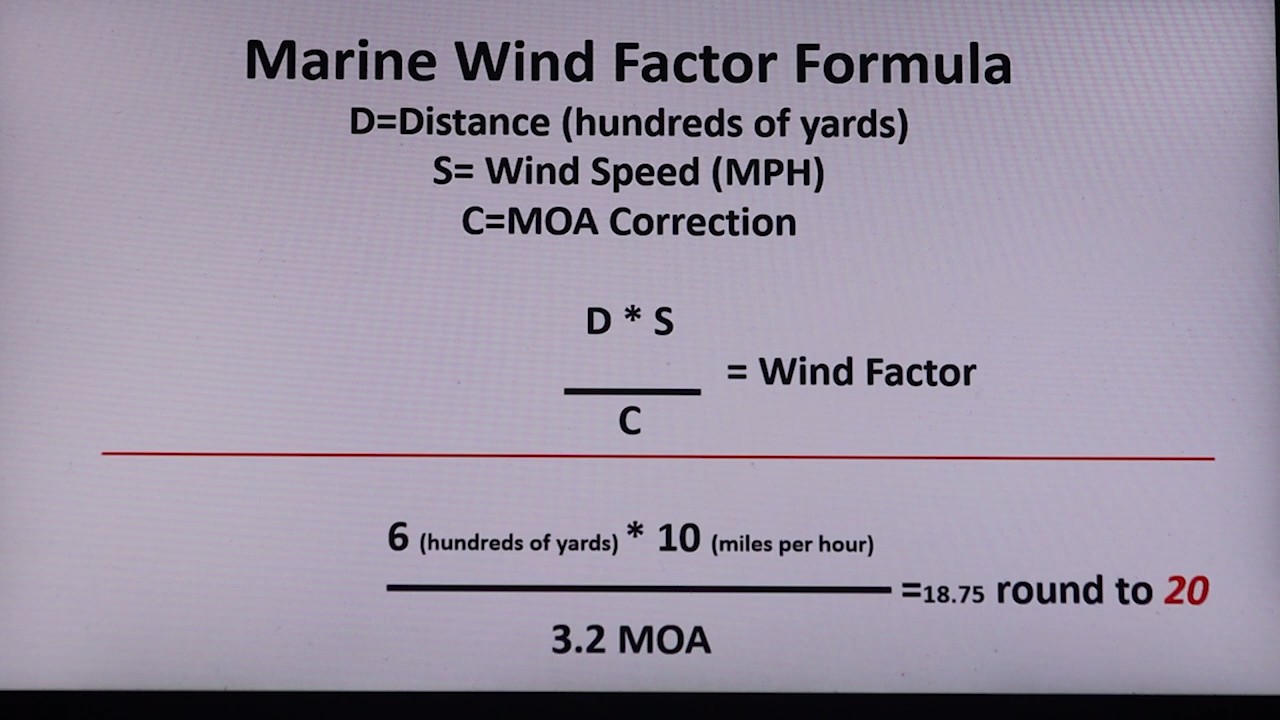 Marine Wind Factor Formula
D=Distance (hundreds of yards)
S= Wind Speed (MPH)
C=MOA Correction
D * S
= Wind Factor
C
6 (hundreds of yards) * 10 (miles per hour)
=18.75 round to 20
3.2 MOA